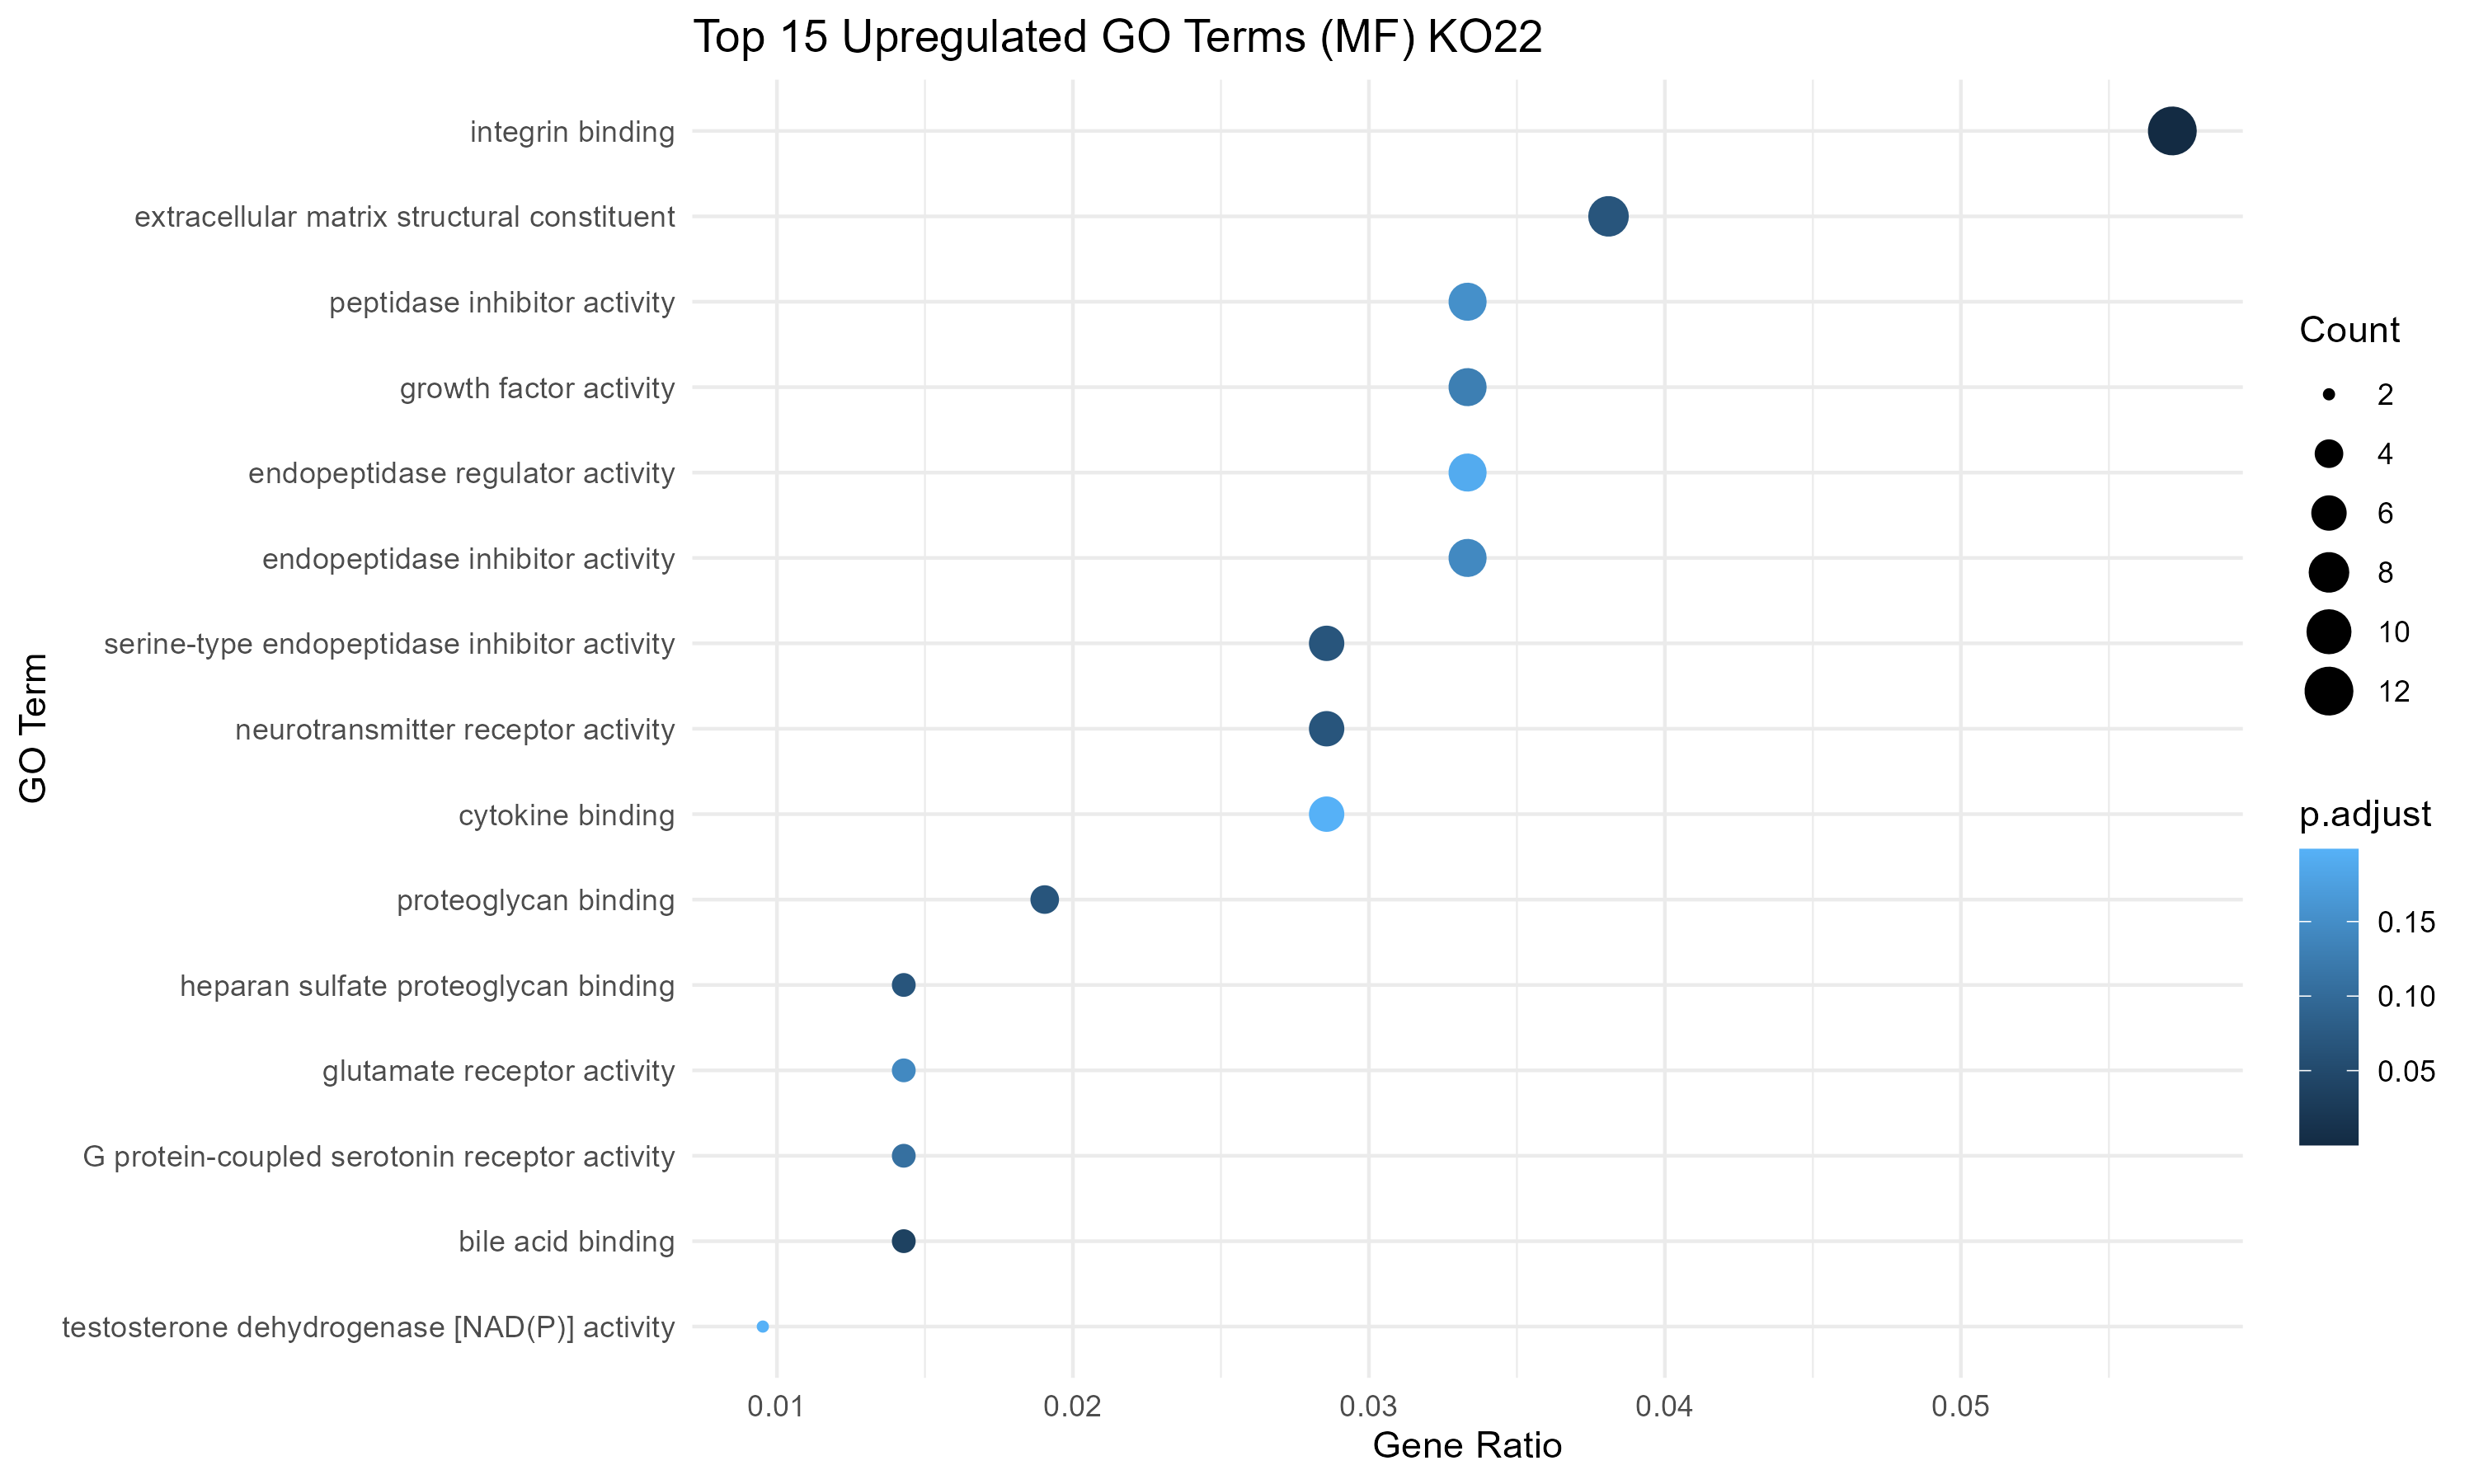 Top 15 Upregulated GO Terms (MF) KO22
GO Term
integrin binding
extracellular matrix structural constituent
peptidase inhibitor activity
growth factor activity
endopeptidase regulator activity
endopeptidase inhibitor activity
serine-type endopeptidase inhibitor activity
neurotransmitter receptor activity
cytokine binding
proteoglycan binding
heparan sulfate proteoglycan binding
glutamate receptor activity
G protein-coupled serotonin receptor activity
bile acid binding
testosterone dehydrogenase [NAD(P)] activity
0.01 0.02 0.03 0.04 0.05
Gene Ratio
Count
2
4
6
8
10
12
p.adjust
0.15
0.10
0.05